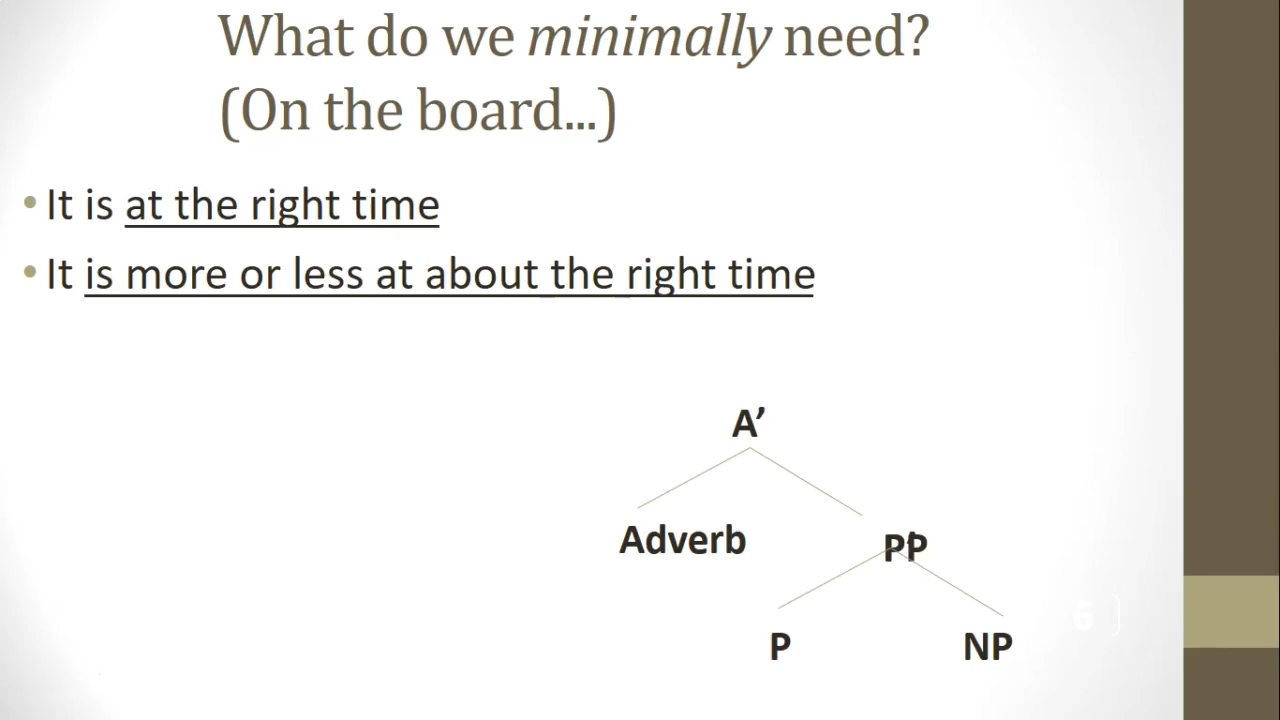 What do we minimally need?
(On the board...)
• It is at the right time
• It is more or less at about the right time
A’
Adverb
PP
P
NP
6